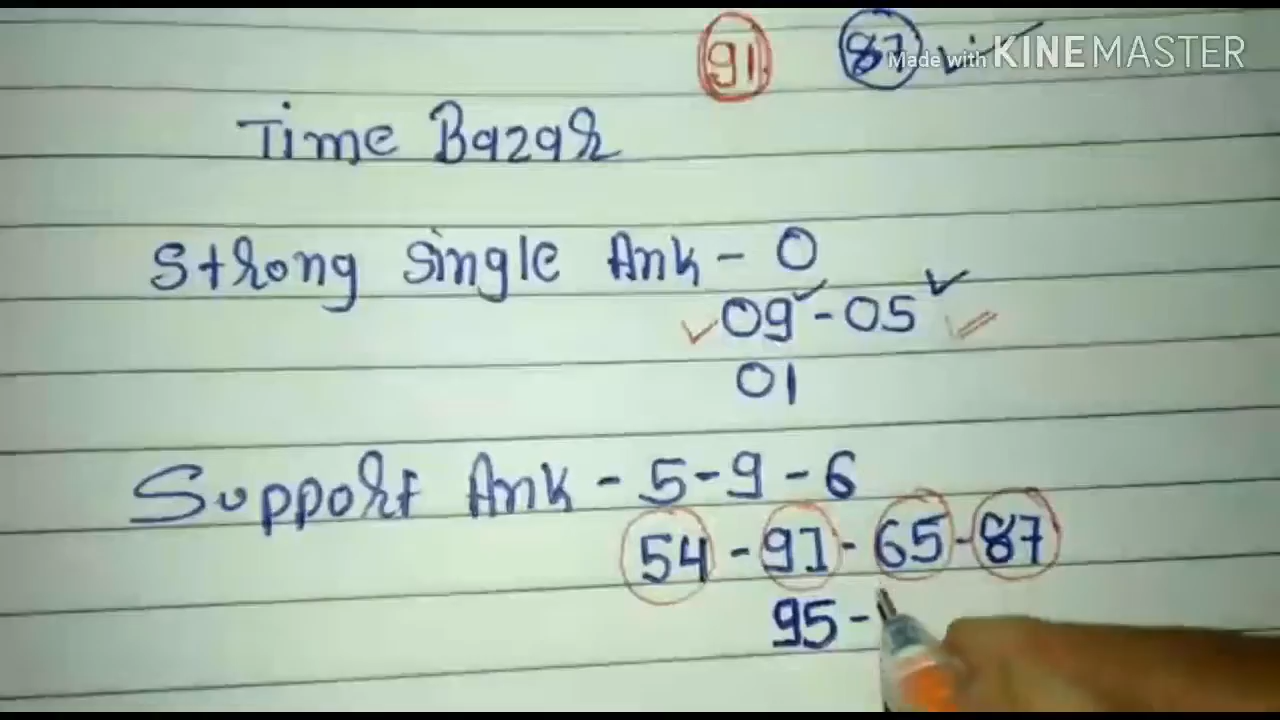 91 87
Made with KINEMASTER
Time Bazar
Strong Single Ank - 0
09 - 05
01
Support Ank - 5 - 9 - 6
54 - 91 - 65 - 87
95 -